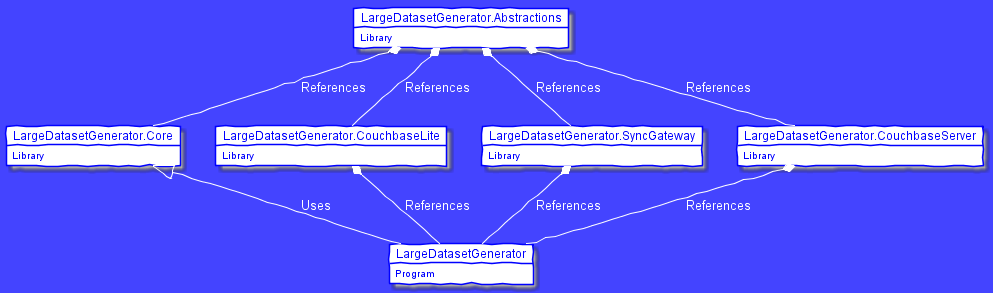 LargeDatasetGenerator.Abstractions
Library
References
References
References
References
LargeDatasetGenerator.Core
Library
LargeDatasetGenerator.CouchbaseLite
Library
LargeDatasetGenerator.SyncGateway
Library
LargeDatasetGenerator.CouchbaseServer
Library
Uses
References
References
References
LargeDatasetGenerator
Program